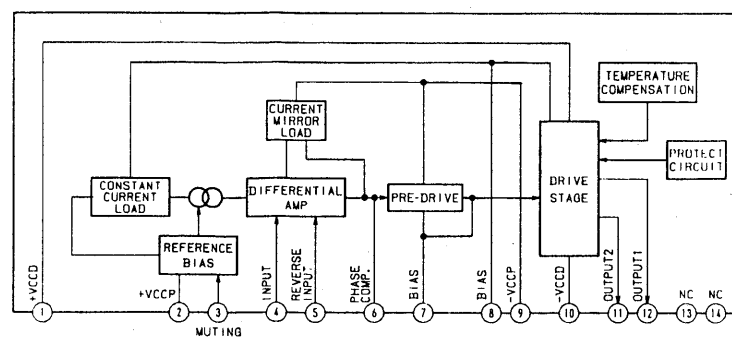 TEMPERATURE
COMPENSATION
CURRENT
MIRROR
LOAD
PROTECT
CIRCUIT
CONSTANT
CURRENT
LOAD
DIFFERENTIAL
AMP
PRE-DRIVE
DRIVE
STAGE
REFERENCE
BIAS
+VCCD
+VCCP
INPUT
REVERSE
INPUT
PHASE
COMP.
BIAS
BIAS
-VCCP
-VCCD
OUTPUT2
OUTPUT1
NC
NC
1 2 3 4 5 6 7 8 9 10 11 12 13 14
MUTING